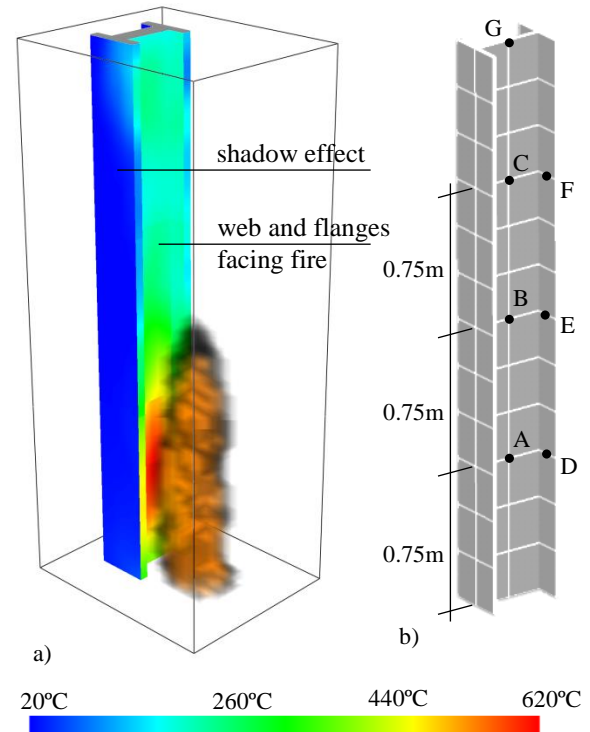 shadow effect
web and flanges
facing fire
a)
G
C
F
0.75m
B
E
0.75m
A
D
0.75m
b)
20ºC 260ºC 440ºC 620ºC